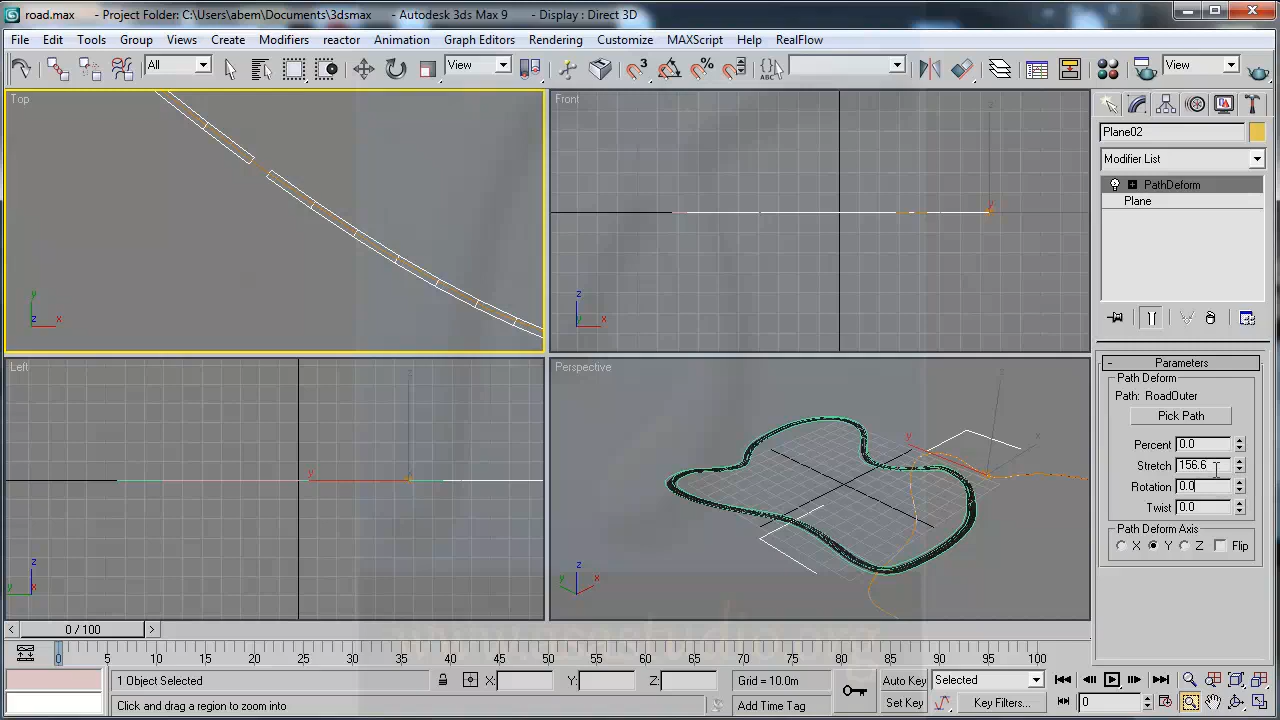 road.max - Project Folder: C:\Users\abem\Documents\3dsmax - Autodesk 3ds Max 9 - Display : Direct 3D
File Edit Tools Group Views Create Modifiers reactor Animation Graph Editors Rendering Customize MAXScript Help RealFlow
All View 3 % ABC View
Top
Front
Plane02
Modifier List
PathDeform
Plane
z
y
y
z
x
z
y
x
Left
Perspective
Parameters
Path Deform
Path: RoadOuter
Pick Path
Percent 0.0
Stretch 156.6
Rotation 0.0
Twist 0.0
Path Deform Axis
X Y Z Flip
z
y
x
z
y
x
0 / 100
0 5 10 15 20 25 30 35 40 45 50 55 60 65 70 75 80 85 90 95 100
1 Object Selected X: Y: Z: Grid = 10.0m Auto Key Selected
Click and drag a region to zoom into Add Time Tag Set Key Key Filters... 0